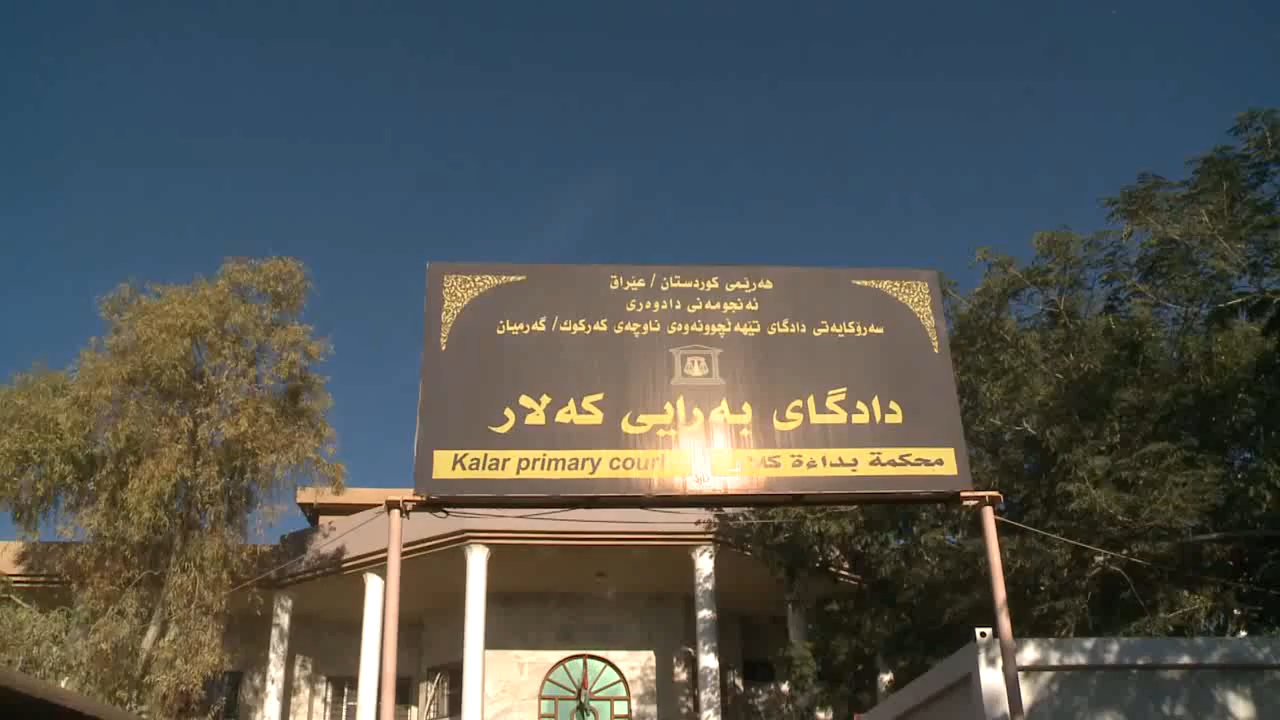 هەرێمی کوردستان / عێراق
ئەنجومەنی دادوەری
سەرۆکایەتی دادگای تێهەڵچوونەوەی ناوچەی کەرکوک/ گەرمیان
دادگای بەرایی کەلار
Kalar primary court محكمة بداءة